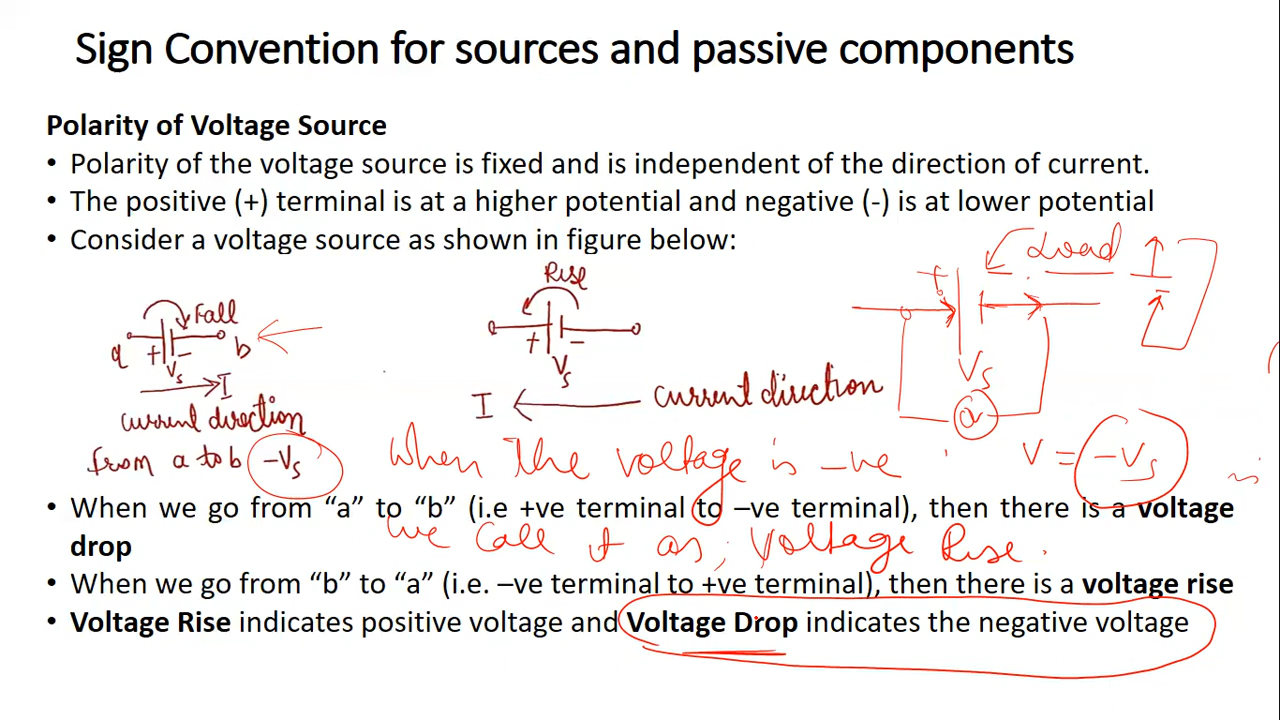 Sign Convention for sources and passive components
Polarity of Voltage Source
• Polarity of the voltage source is fixed and is independent of the direction of current.
• The positive (+) terminal is at a higher potential and negative (-) is at lower potential
• Consider a voltage source as shown in figure below:
Fall
a + - b
Vs
I
current direction
from a to b -Vs
Rise
+ -
Vs
I current direction
Load
+ -
Vs
a
When the voltage is -ve V = -Vs
• When we go from “a” to “b” (i.e +ve terminal to –ve terminal), then there is a voltage
drop
we call it as, Voltage Rise.
• When we go from “b” to “a” (i.e. –ve terminal to +ve terminal), then there is a voltage rise
• Voltage Rise indicates positive voltage and Voltage Drop indicates the negative voltage